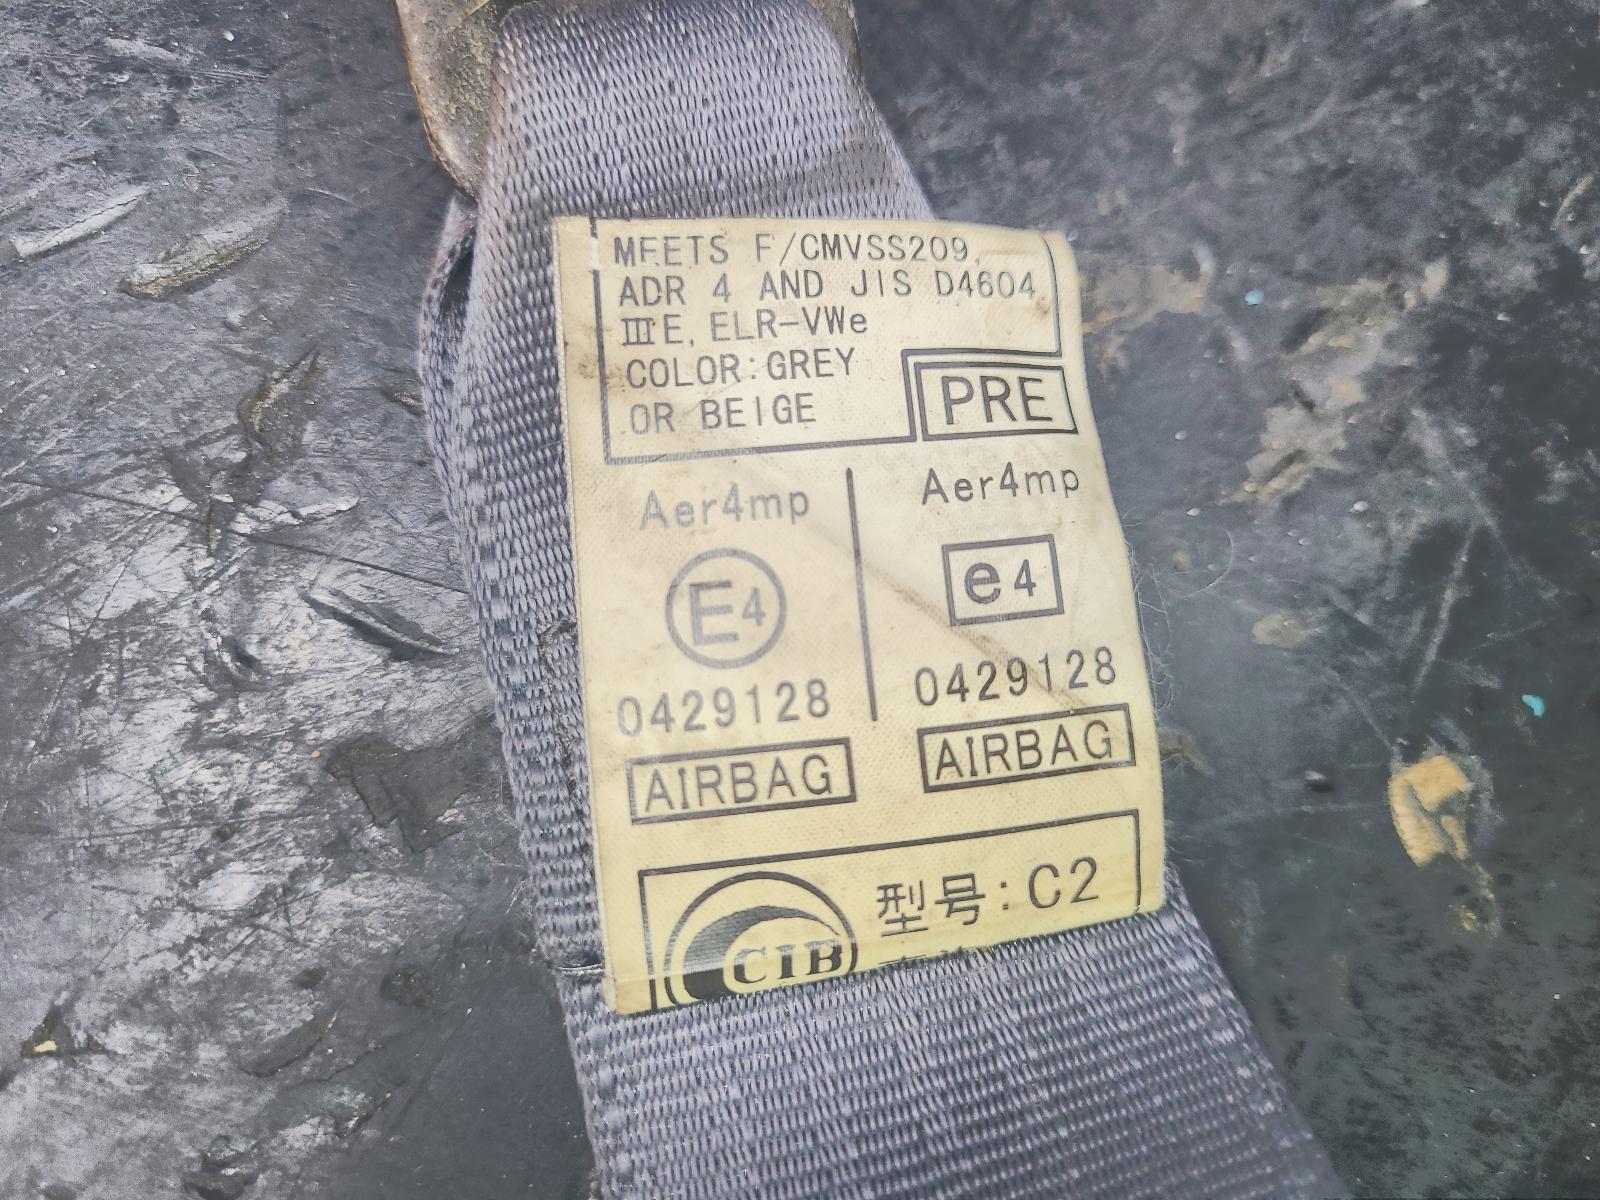 MEETS F/CMVSS209,
ADR 4 AND JIS D4604
ⅢE, ELR-VWe
COLOR:GREY
OR BEIGE
PRE
Aer4mp
E4
0429128
AIRBAG
Aer4mp
e4
0429128
AIRBAG
CIB
型号:C2